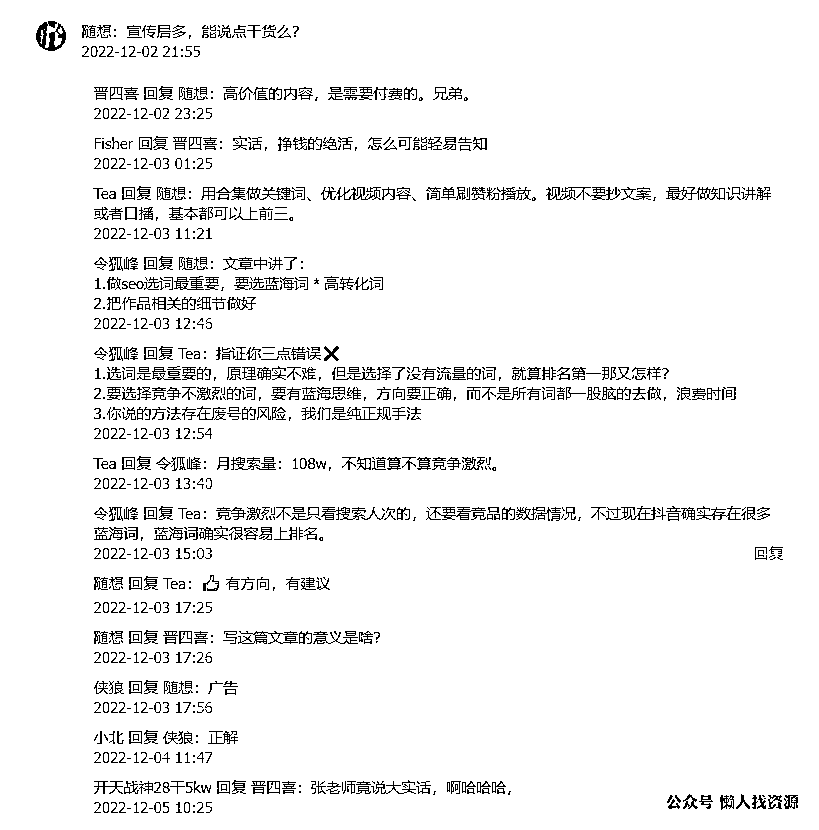 随想：宣传居多，能说点干货么？
2022-12-02 21:55
晋四喜 回复 随想：高价值的内容，是需要付费的。兄弟。
2022-12-02 23:25
Fisher 回复 晋四喜：实话，挣钱的绝活，怎么可能轻易告知
2022-12-03 01:25
Tea 回复 随想：用合集做关键词、优化视频内容、简单刷赞粉播放。视频不要抄文案，最好做知识讲解
或者口播，基本都可以上前三。
2022-12-03 11:21
令狐峰 回复 随想：文章中讲了：
1.做seo选词最重要，要选蓝海词 * 高转化词
2.把作品相关的细节做好
2022-12-03 12:46
令狐峰 回复 Tea：指证你三点错误❌
1.选词是最重要的，原理确实不难，但是选择了没有流量的词，就算排名第一那又怎样？
2.要选择竞争不激烈的词，要有蓝海思维，方向要正确，而不是所有词都一股脑的去做，浪费时间
3.你说的方法存在废号的风险，我们是纯正规手法
2022-12-03 12:54
Tea 回复 令狐峰：月搜索量：108w，不知道算不算竞争激烈。
2022-12-03 13:40
令狐峰 回复 Tea：竞争激烈不是只看搜索人次的，还要看竞品的数据情况，不过现在抖音确实存在很多
蓝海词，蓝海词确实很容易上排名。
2022-12-03 15:03 回复
随想 回复 Tea：👍 有方向，有建议
2022-12-03 17:25
随想 回复 晋四喜：写这篇文章的意义是啥？
2022-12-03 17:26
侠狼 回复 随想：广告
2022-12-03 17:56
小北 回复 侠狼：正解
2022-12-04 11:47
开天战神28干5kw 回复 晋四喜：张老师竟说大实话，啊哈哈哈，
2022-12-05 10:25
公众号 懒人找资源